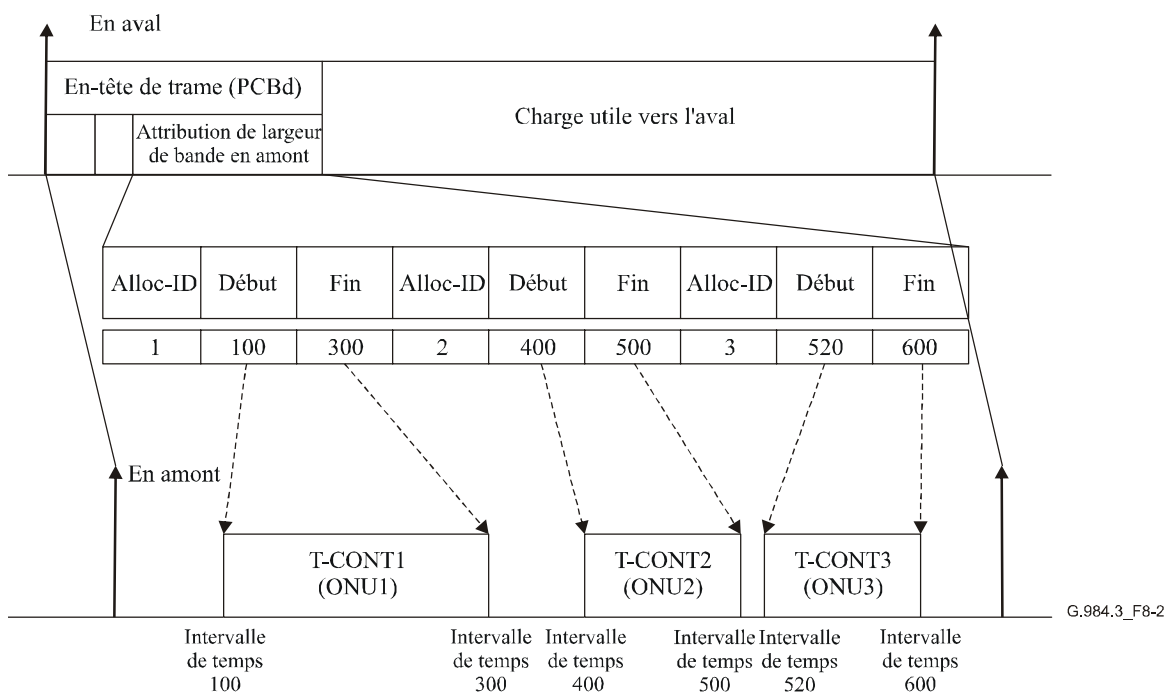 En aval
En-tête de trame (PCBd)
Attribution de largeur
de bande en amont
Charge utile vers l'aval
Alloc-ID Début Fin Alloc-ID Début Fin Alloc-ID Début Fin
1 100 300 2 400 500 3 520 600
En amont
T-CONT1
(ONU1)
T-CONT2
(ONU2)
T-CONT3
(ONU3)
G.984.3_F8-2
Intervalle
de temps
100
Intervalle
de temps
300
Intervalle
de temps
400
Intervalle
de temps
500
Intervalle
de temps
520
Intervalle
de temps
600